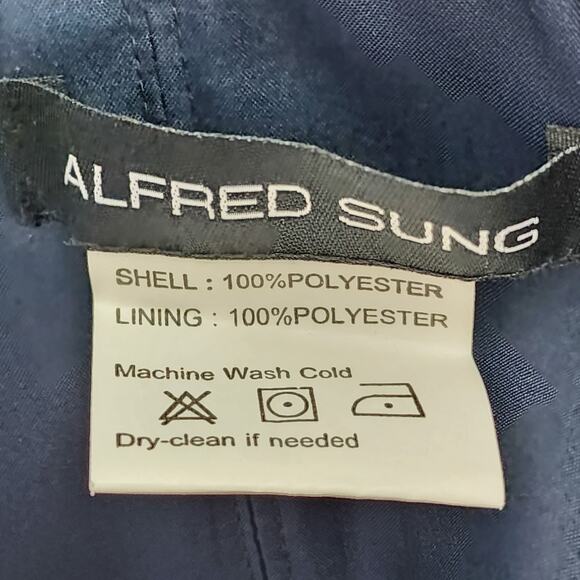 ALFRED SUNG
SHELL : 100%POLYESTER
LINING : 100%POLYESTER
Machine Wash Cold
Dry-clean if needed